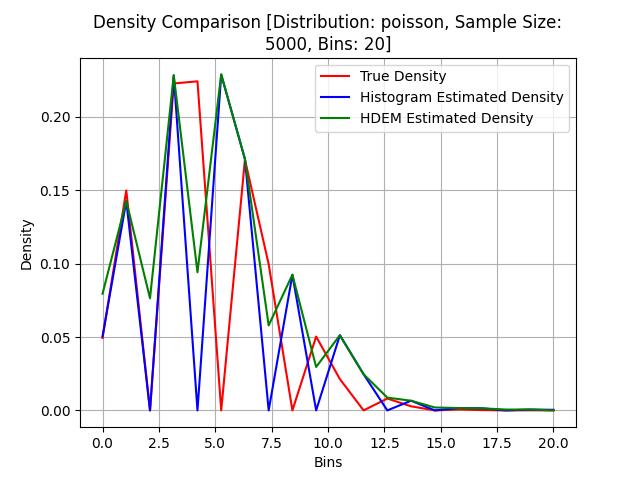 Density Comparison [Distribution: poisson, Sample Size:
5000, Bins: 20]
True Density
Histogram Estimated Density
HDEM Estimated Density
Density
0.20
0.15
0.10
0.05
0.00
0.0 2.5 5.0 7.5 10.0 12.5 15.0 17.5 20.0
Bins